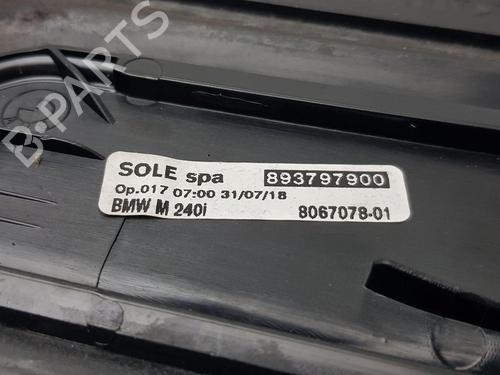 B-PARTS
SOLE spa 893797900
Op.017 07:00 31/07/18
BMW M 240i 8067078-01